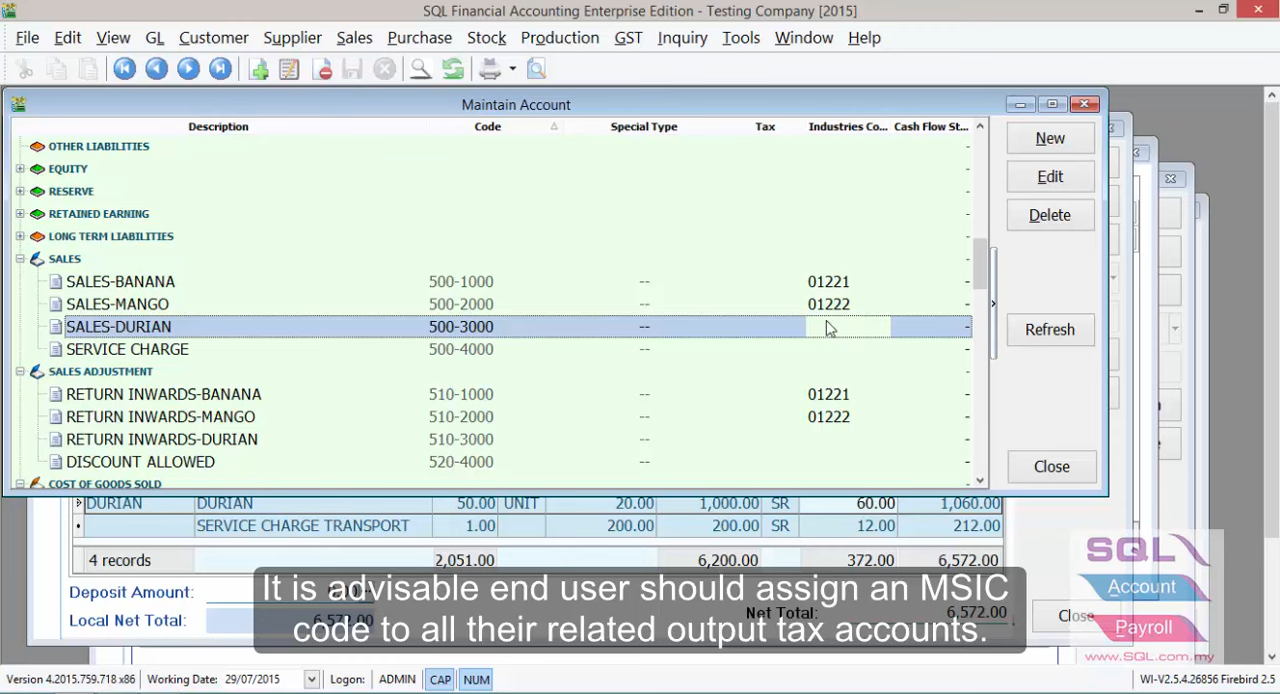 SQL Financial Accounting Enterprise Edition - Testing Company [2015]
File Edit View GL Customer Supplier Sales Purchase Stock Production GST Inquiry Tools Window Help
Maintain Account
Description Code Special Type Tax Industries Co... Cash Flow St...
OTHER LIABILITIES -
EQUITY -
RESERVE -
RETAINED EARNING -
LONG TERM LIABILITIES -
SALES -
SALES-BANANA 500-1000 -- 01221 -
SALES-MANGO 500-2000 -- 01222 -
SALES-DURIAN 500-3000 -- -
SERVICE CHARGE 500-4000 -- -
SALES ADJUSTMENT -
RETURN INWARDS-BANANA 510-1000 -- 01221 -
RETURN INWARDS-MANGO 510-2000 -- 01222 -
RETURN INWARDS-DURIAN 510-3000 -- -
DISCOUNT ALLOWED 520-4000 -- -
COST OF GOODS SOLD -
New
Edit
Delete
Refresh
Close
DURIAN DURIAN 50.00 UNIT 20.00 1,000.00 SR 60.00 1,060.00
SERVICE CHARGE TRANSPORT 1.00 200.00 200.00 SR 12.00 212.00
4 records 2,051.00 6,200.00 372.00 6,572.00
Deposit Amount:
Local Net Total: 6,572.00
Net Total: 6,572.00
Close
It is advisable end user should assign an MSIC
code to all their related output tax accounts.
SQL
Account
Payroll
www.SQL.com.my
Version 4.2015.759.718 x86 Working Date: 29/07/2015 Logon: ADMIN CAP NUM WI-V2.5.4.26856 Firebird 2.5